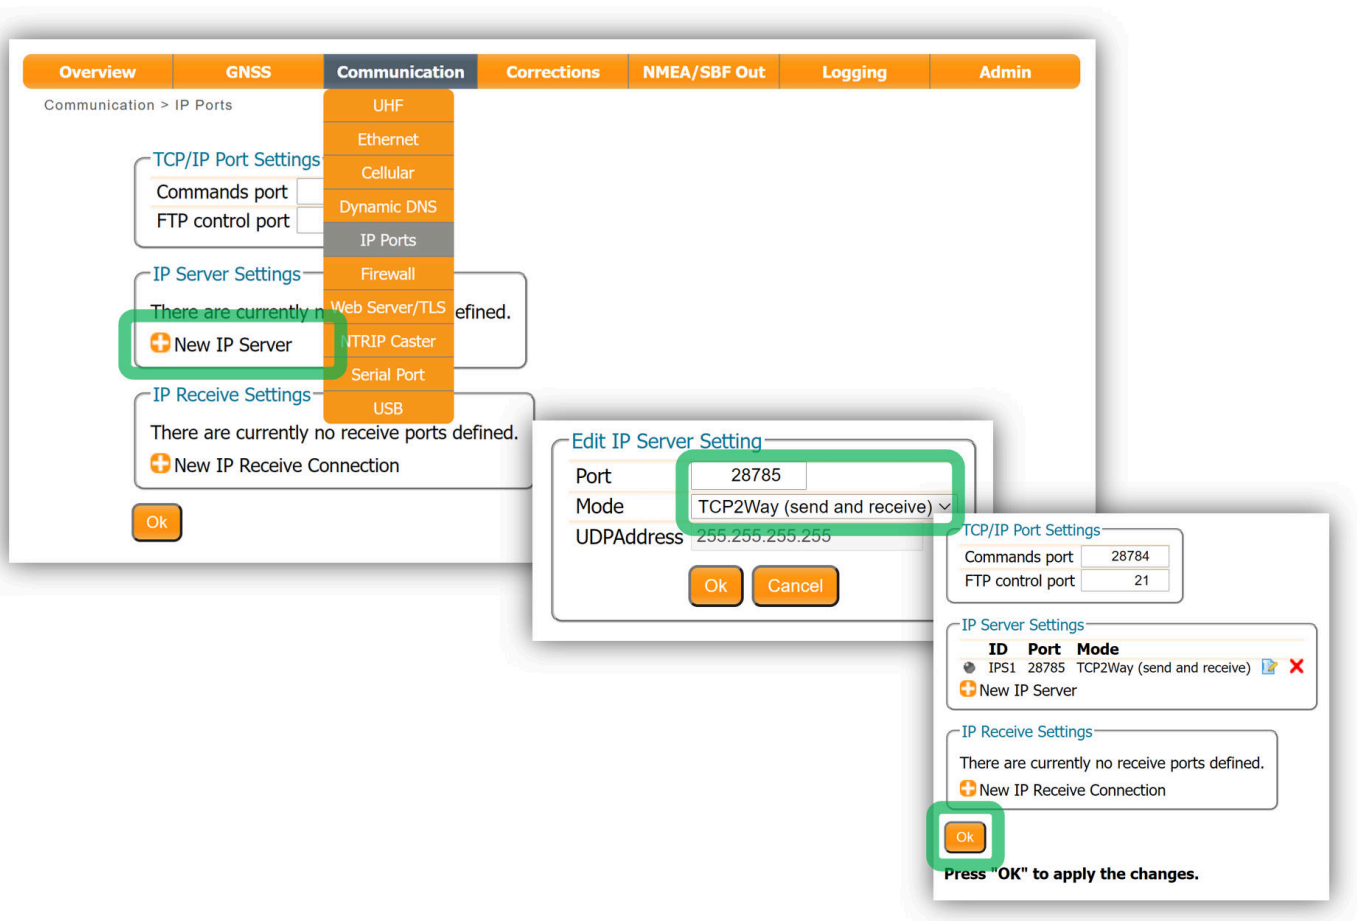 Overview GNSS Communication Corrections NMEA/SBF Out Logging Admin
Communication > IP Ports
UHF
Ethernet
Cellular
Dynamic DNS
IP Ports
Firewall
Web Server/TLS
NTRIP Caster
Serial Port
USB
TCP/IP Port Settings
Commands port
FTP control port
IP Server Settings
There are currently n efined.
New IP Server
IP Receive Settings
There are currently no receive ports defined.
New IP Receive Connection
Ok
Edit IP Server Setting
Port 28785
Mode TCP2Way (send and receive)
UDPAddress 255.255.255.255
Ok Cancel
TCP/IP Port Settings
Commands port 28784
FTP control port 21
IP Server Settings
ID Port Mode
IPS1 28785 TCP2Way (send and receive)
New IP Server
IP Receive Settings
There are currently no receive ports defined.
New IP Receive Connection
Ok
Press "OK" to apply the changes.